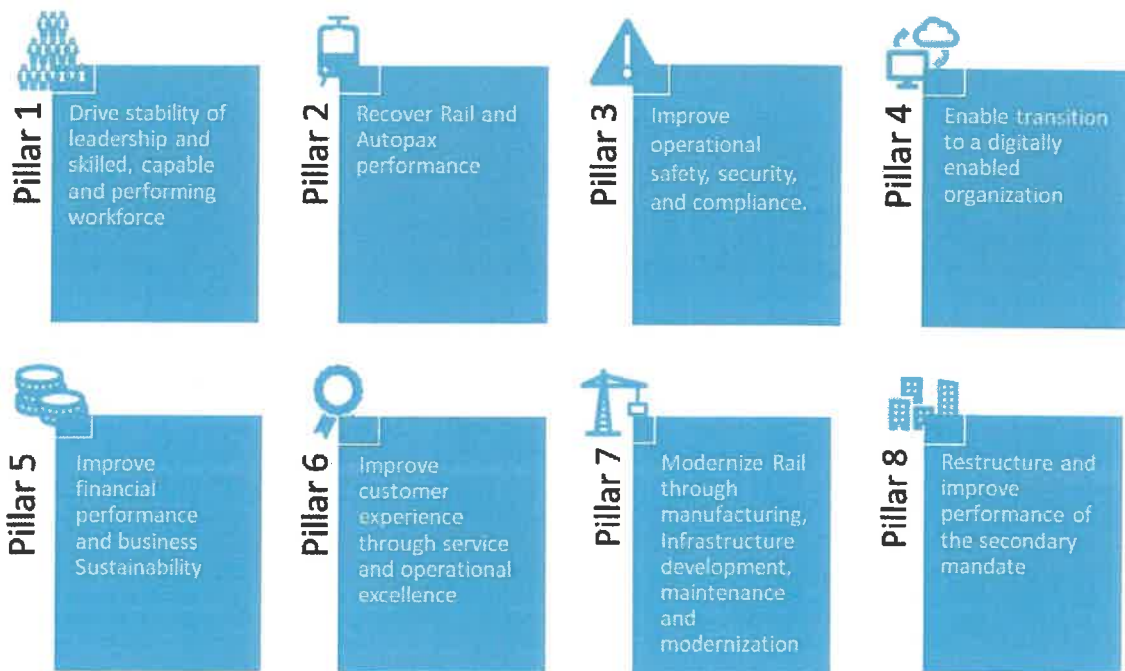 Pillar 1
Drive stability of
leadership and
skilled, capable
and performing
workforce
Pillar 2
Recover Rail and
Autopax
performance
Pillar 3
Improve
operational
safety, security,
and compliance.
Pillar 4
Enable transition
to a digitally
enabled
organization
Pillar 5
Improve
financial
performance
and business
Sustainability
Pillar 6
Improve
customer
experience
through service
and operational
excellence
Pillar 7
Modernize Rail
through
manufacturing,
Infrastructure
development,
maintenance
and
modernization
Pillar 8
Restructure and
improve
performance of
the secondary
mandate